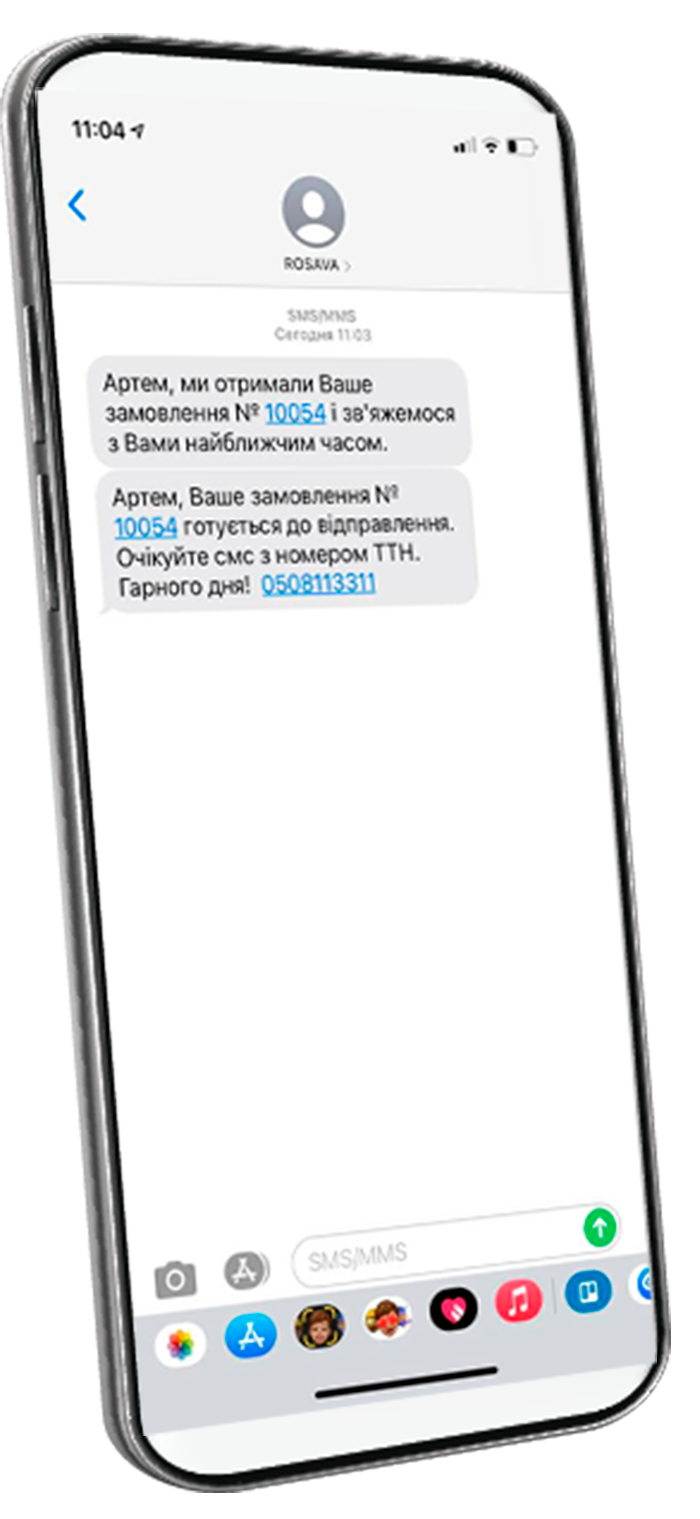 11:04
ROSAVA >
SMS/MMS
Сегодня 11:03
Артем, ми отримали Ваше
замовлення № 10054 і зв'яжемося
з Вами найближчим часом.
Артем, Ваше замовлення №
10054 готується до відправлення.
Очікуйте смс з номером ТТН.
Гарного дня! 0508113311
SMS/MMS